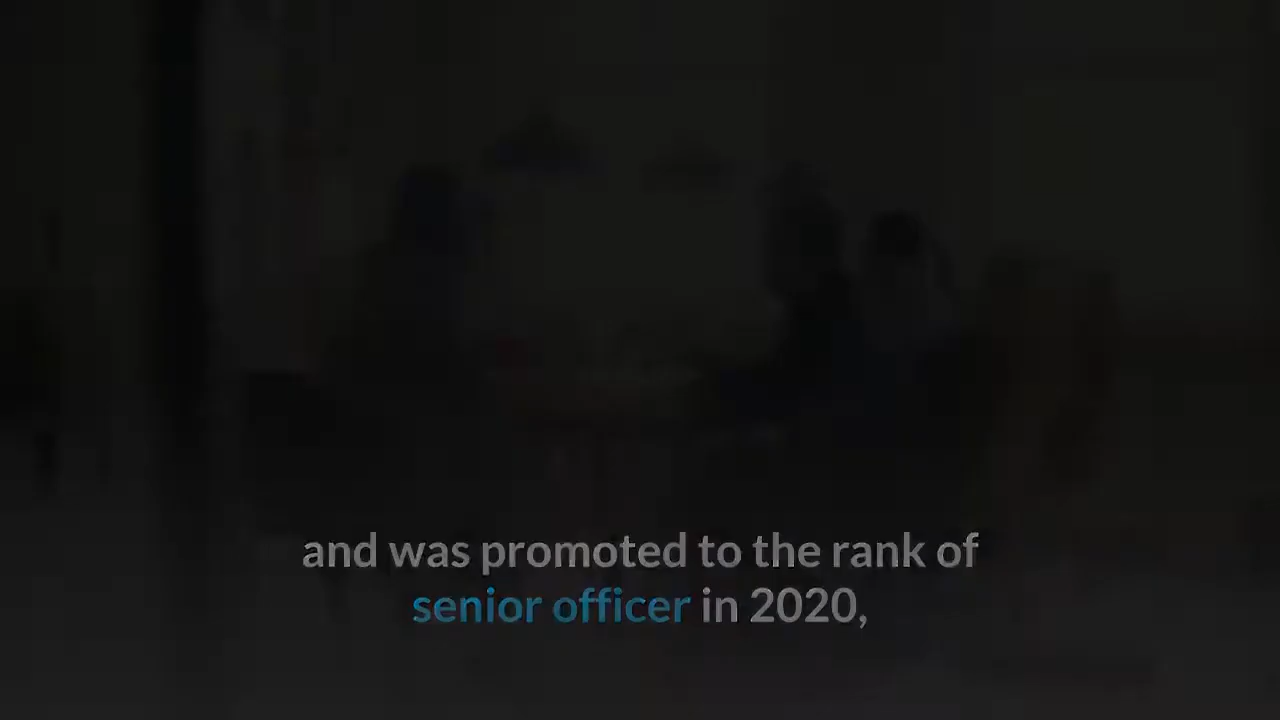 and was promoted to the rank of
senior officer in 2020,